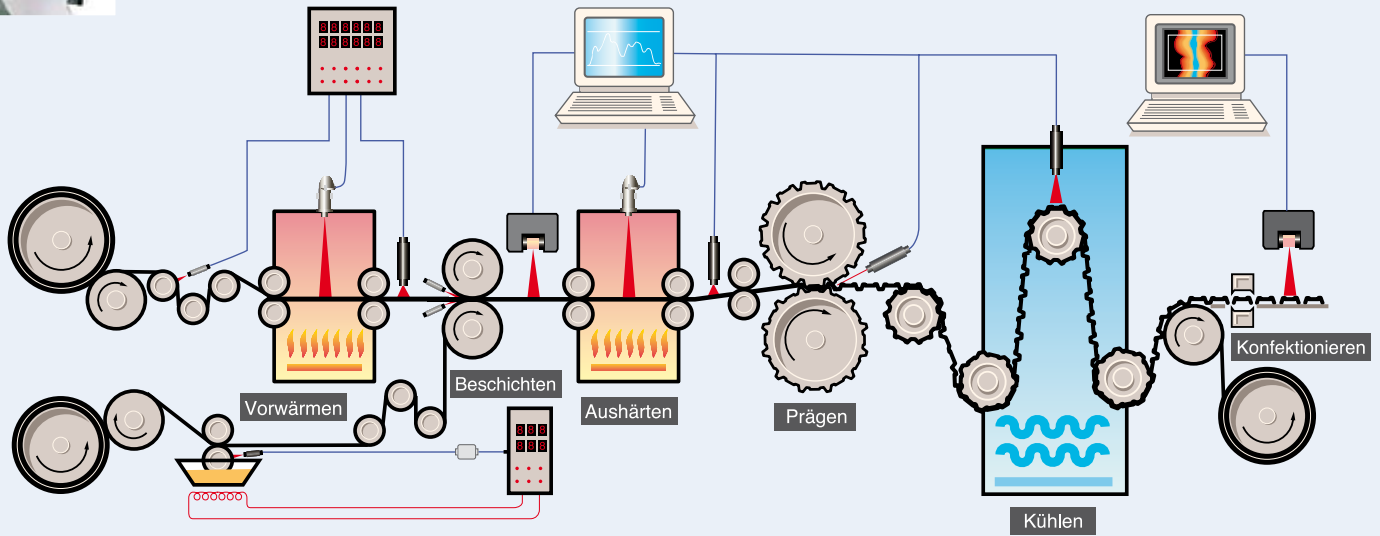 Vorwärmen
Beschichten
Aushärten
Prägen
Kühlen
Konfektionieren